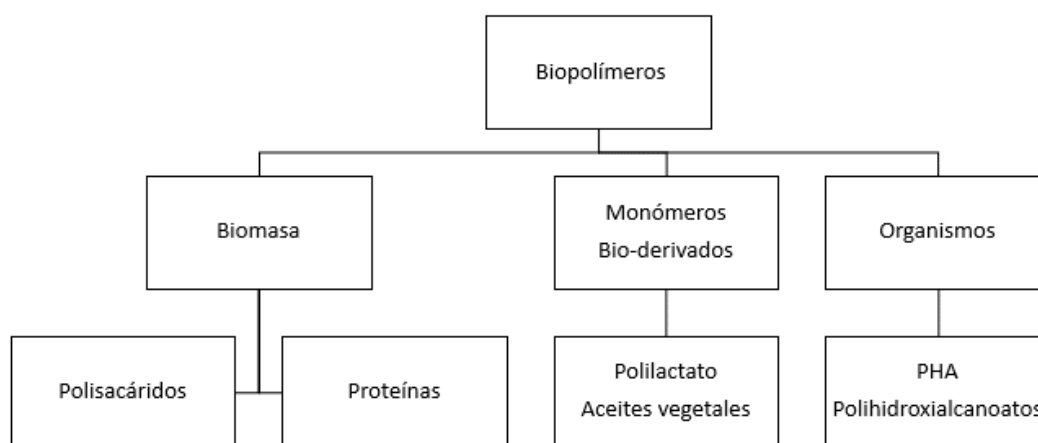 Biopolímeros
Biomasa
Monómeros
Bio-derivados
Organismos
Polisacáridos
Proteínas
Polilactato
Aceites vegetales
PHA
Polihidroxialcanoatos